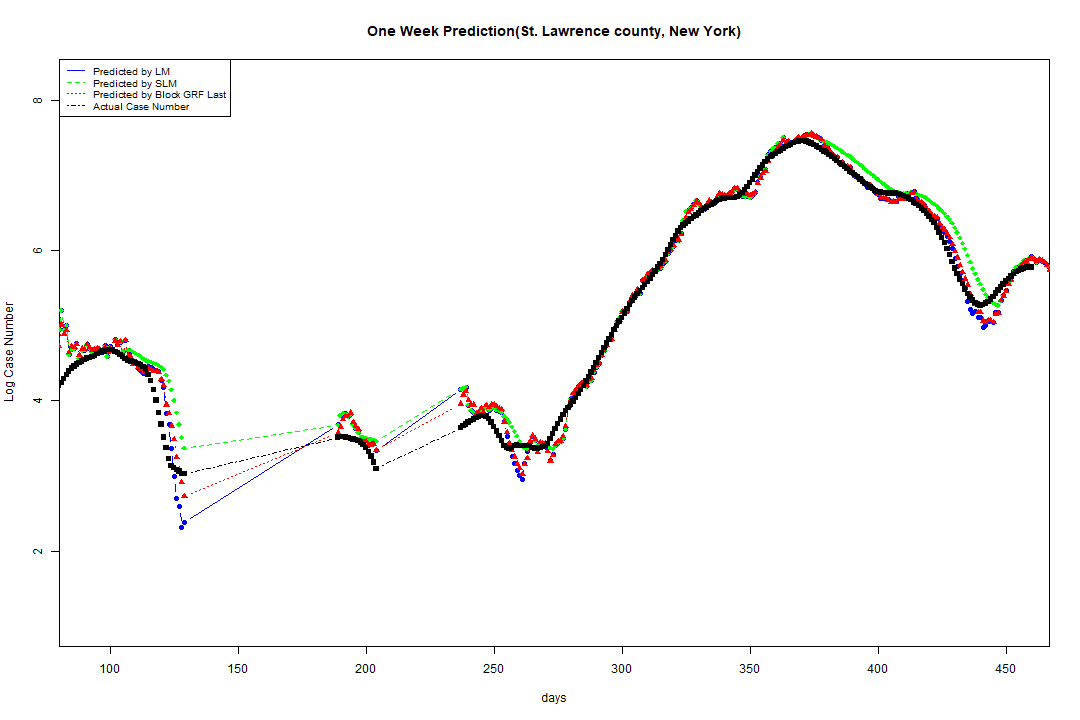 One Week Prediction(St. Lawrence county, New York)
Predicted by LM
Predicted by SLM
Predicted by Block GRF Last
Actual Case Number
8
6
4
2
Log Case Number
100 150 200 250 300 350 400 450
days